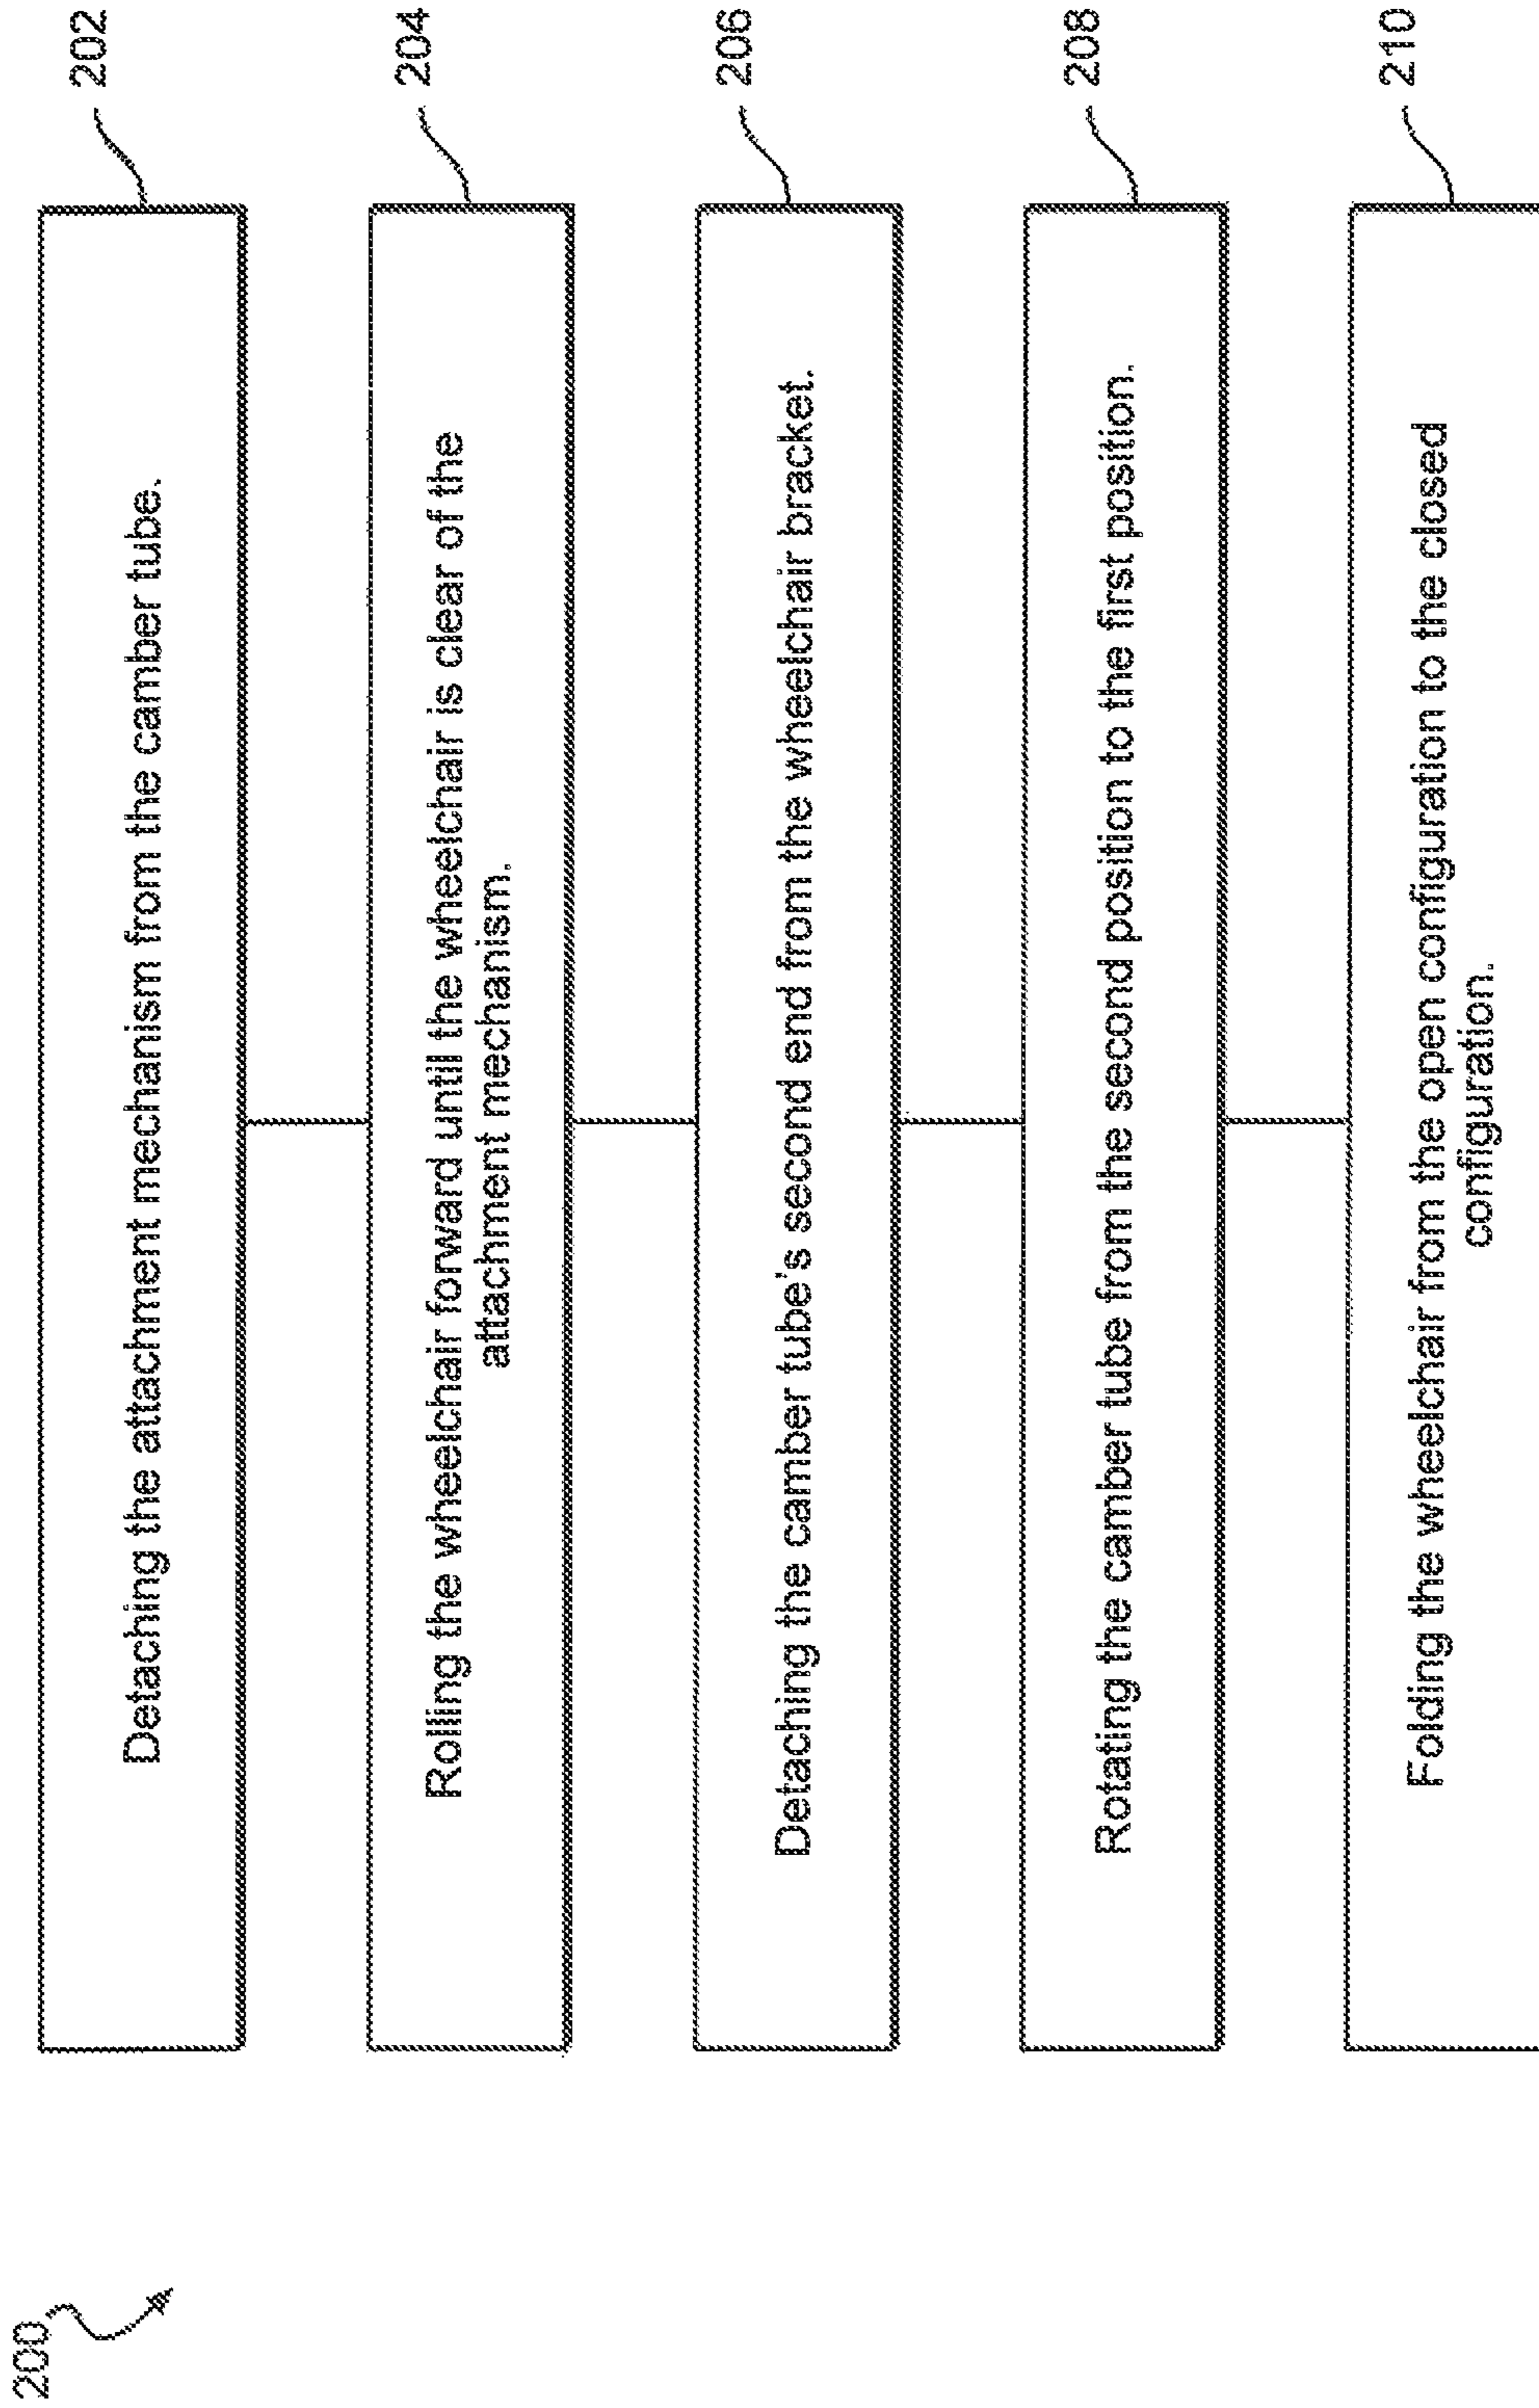 200
Detaching the attachment mechanism from the camber tube.
202
Rolling the wheelchair forward until the wheelchair is clear of the
attachment mechanism.
204
Detaching the camber tube's second end from the wheelchair bracket.
206
Rotating the camber tube from the second position to the first position.
208
Folding the wheelchair from the open configuration to the closed
configuration.
210